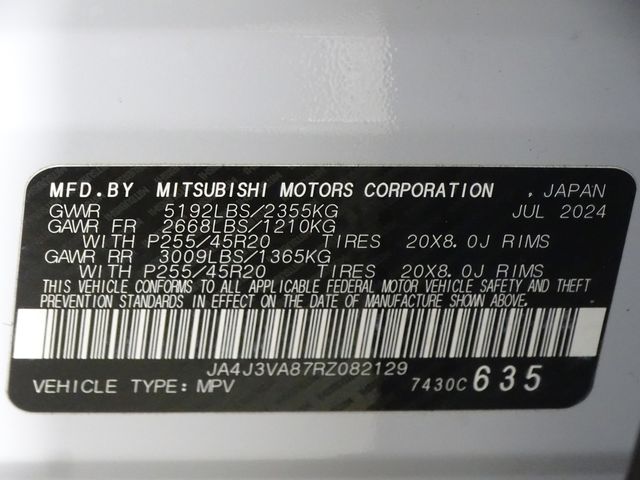 MFD.BY MITSUBISHI MOTORS CORPORATION , JAPAN
GVWR 5192LBS/2355KG JUL 2024
GAWR FR 2668LBS/1210KG
WITH P255/45R20 TIRES 20X8.0J RIMS
GAWR RR 3009LBS/1365KG
WITH P255/45R20 TIRES 20X8.0J RIMS
THIS VEHICLE CONFORMS TO ALL APPLICABLE FEDERAL MOTOR VEHICLE SAFETY AND THEFT
PREVENTION STANDARDS IN EFFECT ON THE DATE OF MANUFACTURE SHOWN ABOVE.
JA4J3VA87RZ082129
VEHICLE TYPE: MPV 7430C 635